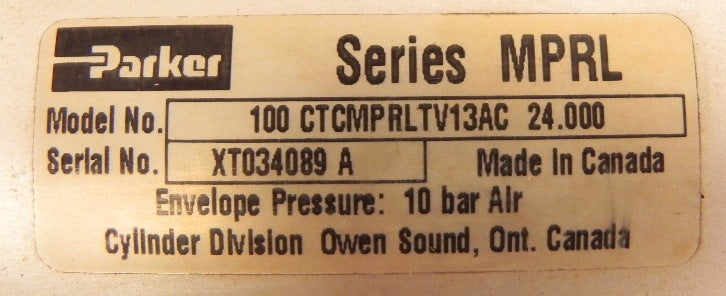 Parker Series MPRL
Model No. 100 CTCMPRLTV13AC 24.000
Serial No. XT034089 A Made In Canada
Envelope Pressure: 10 bar Air
Cylinder Division Owen Sound, Ont. Canada